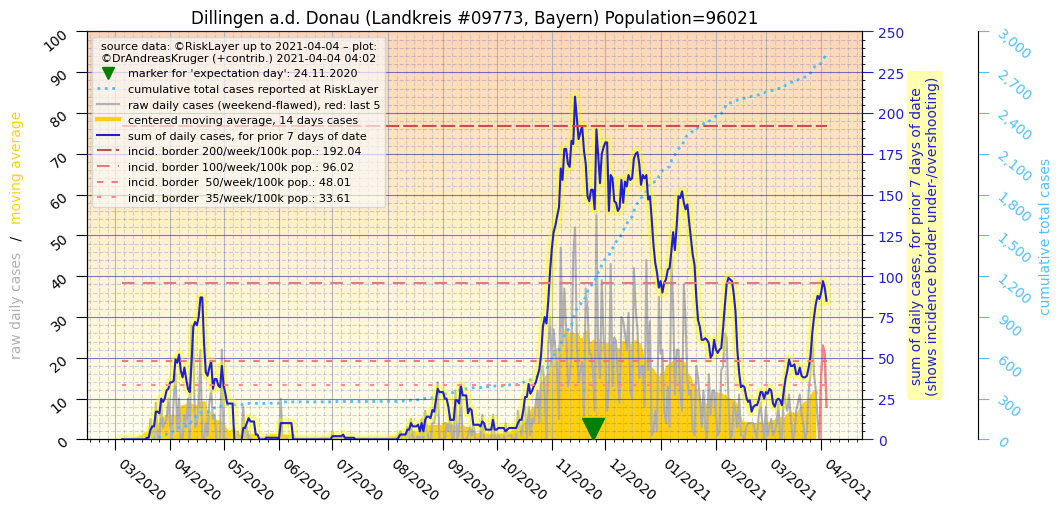 Dillingen a.d. Donau (Landkreis #09773, Bayern) Population=96021
source data: ©RiskLayer up to 2021-04-04 – plot:
©DrAndreasKruger (+contrib.) 2021-04-04 04:02
marker for 'expectation day': 24.11.2020
cumulative total cases reported at RiskLayer
raw daily cases (weekend-flawed), red: last 5
centered moving average, 14 days cases
sum of daily cases, for prior 7 days of date
incid. border 200/week/100k pop.: 192.04
incid. border 100/week/100k pop.: 96.02
incid. border  50/week/100k pop.: 48.01
incid. border  35/week/100k pop.: 33.61
raw daily cases / moving average
100
90
80
70
60
50
40
30
20
10
0
03/2020
04/2020
05/2020
06/2020
07/2020
08/2020
09/2020
10/2020
11/2020
12/2020
01/2021
02/2021
03/2021
04/2021
250
225
200
175
150
125
100
75
50
25
0
sum of daily cases, for prior 7 days of date
(shows incidence border under-/overshooting)
3,000
2,700
2,400
2,100
1,800
1,500
1,200
900
600
300
0
cumulative total cases